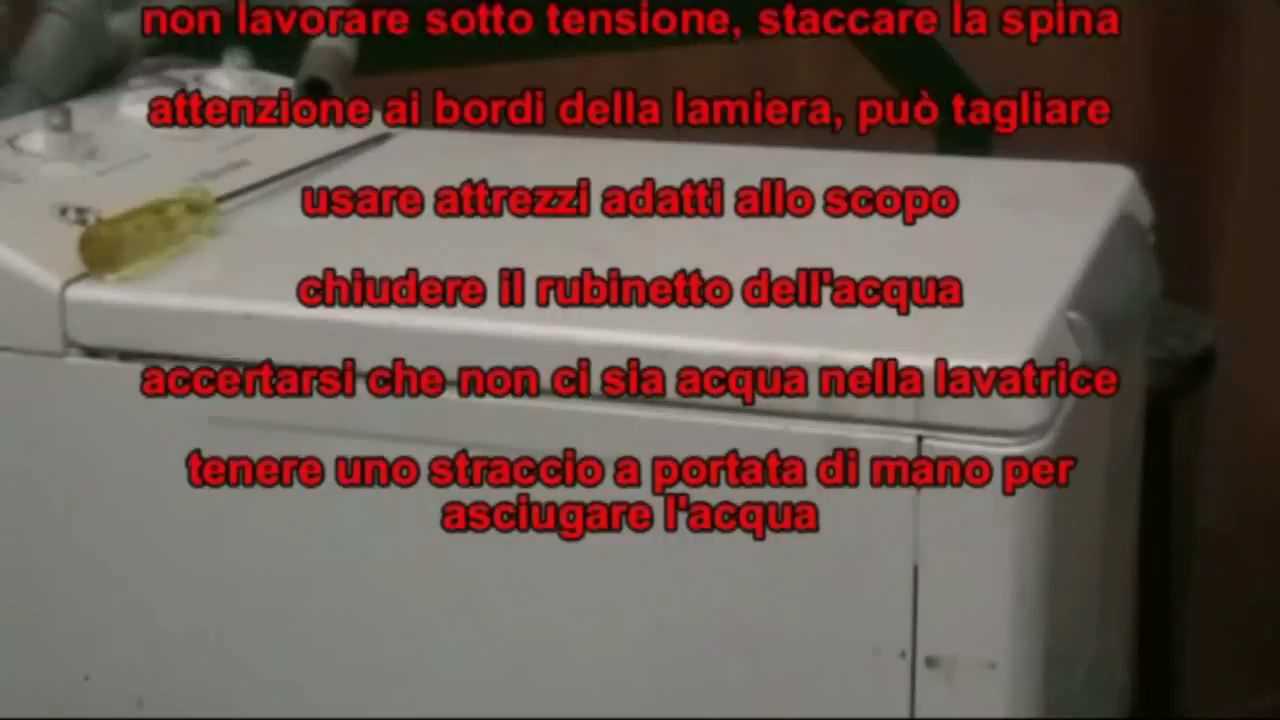 non lavorare sotto tensione, staccare la spina
attenzione ai bordi della lamiera, può tagliare
usare attrezzi adatti allo scopo
chiudere il rubinetto dell'acqua
accertarsi che non ci sia acqua nella lavatrice
tenere uno straccio a portata di mano per
asciugare l'acqua